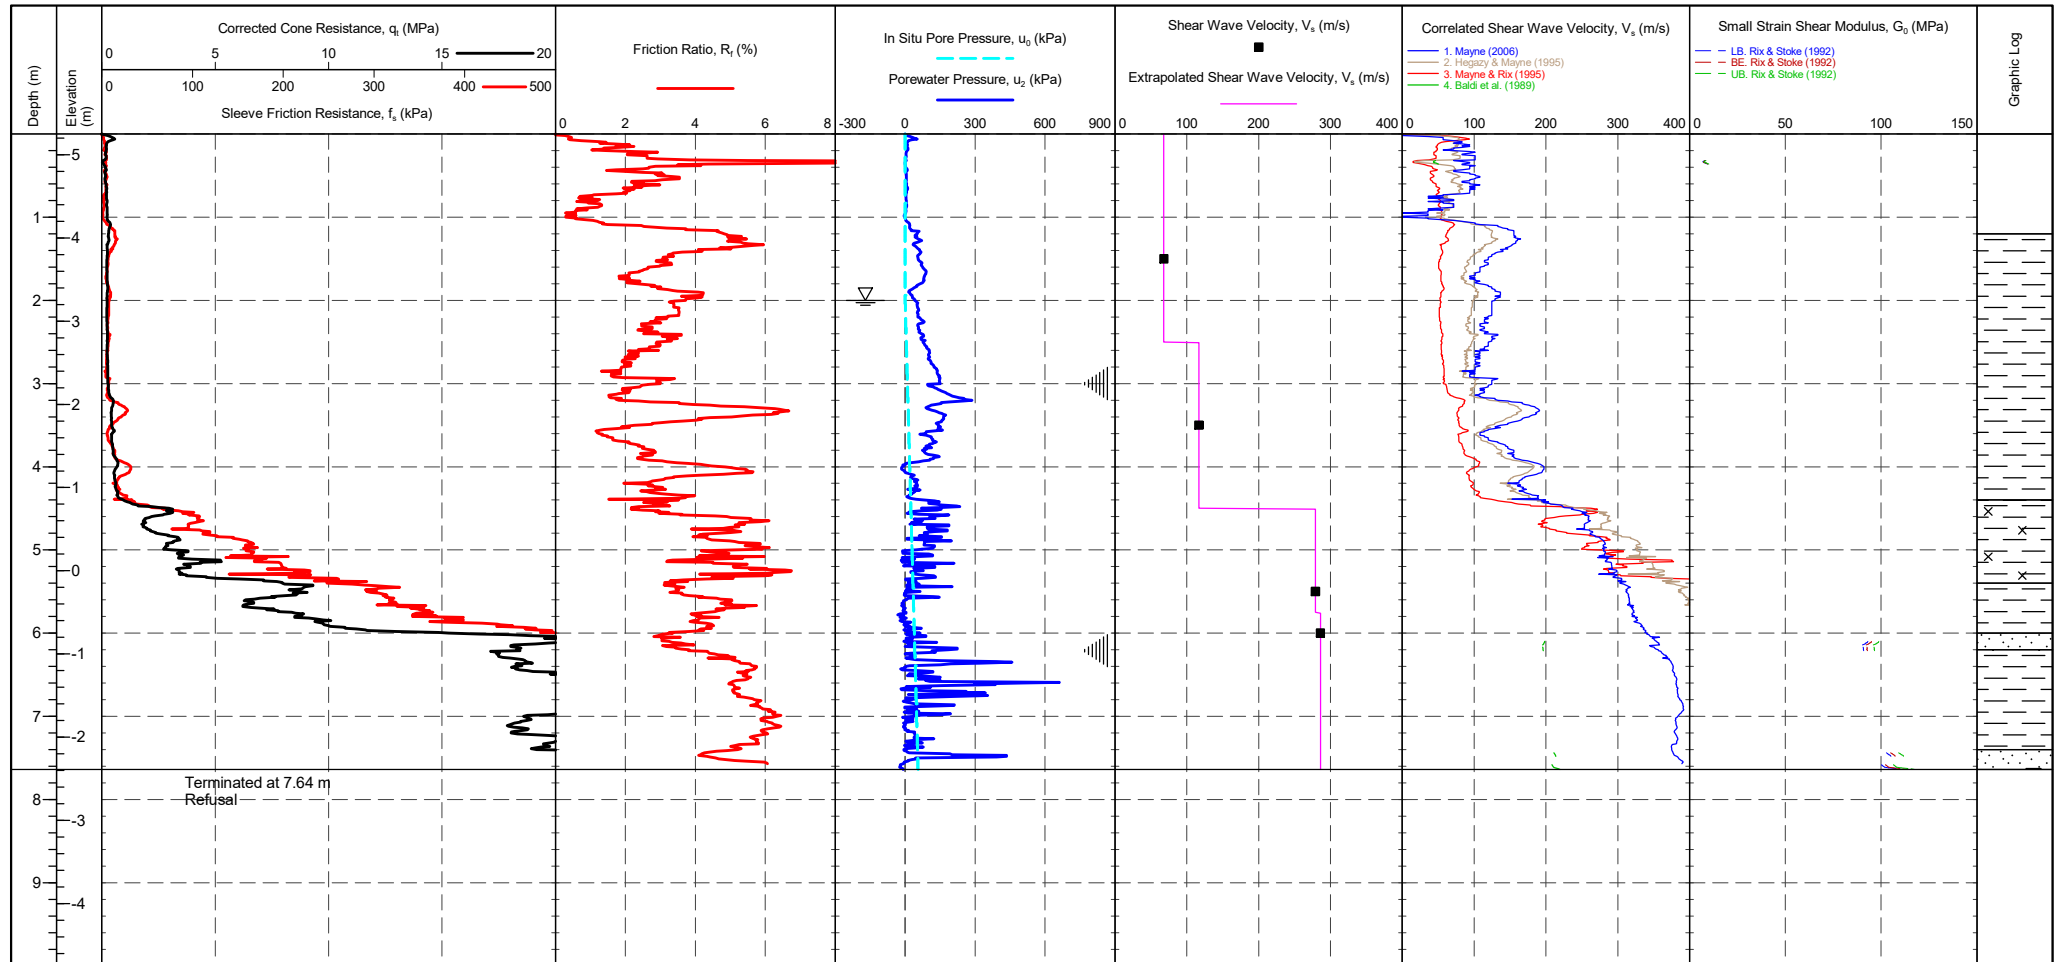 Depth (m)
Elevation (m)
Corrected Cone Resistance, qt (MPa)
0 5 10 15 20
100 200 300 400 500
Sleeve Friction Resistance, fs (kPa)
Friction Ratio, Rf (%)
2 4 6 8
In Situ Pore Pressure, u0 (kPa)
Porewater Pressure, u2 (kPa)
-300 0 300 600 900
Shear Wave Velocity, Vs (m/s)
Extrapolated Shear Wave Velocity, Vs (m/s)
0 100 200 300 400
Correlated Shear Wave Velocity, Vs (m/s)
1. Mayne (2006)
2. Hegazy & Mayne (1995)
3. Mayne & Rix (1995)
4. Baldi et al. (1989)
0 100 200 300 400
Small Strain Shear Modulus, G0 (MPa)
LB. Rix & Stoke (1992)
BE. Rix & Stoke (1992)
UB. Rix & Stoke (1992)
0 50 100 150
Graphic Log
-5
1
-4
2
-3
3
-2
4
-1
5
0
6
-1
7
-2
Terminated at 7.64 m
Refusal
8
-3
9
-4